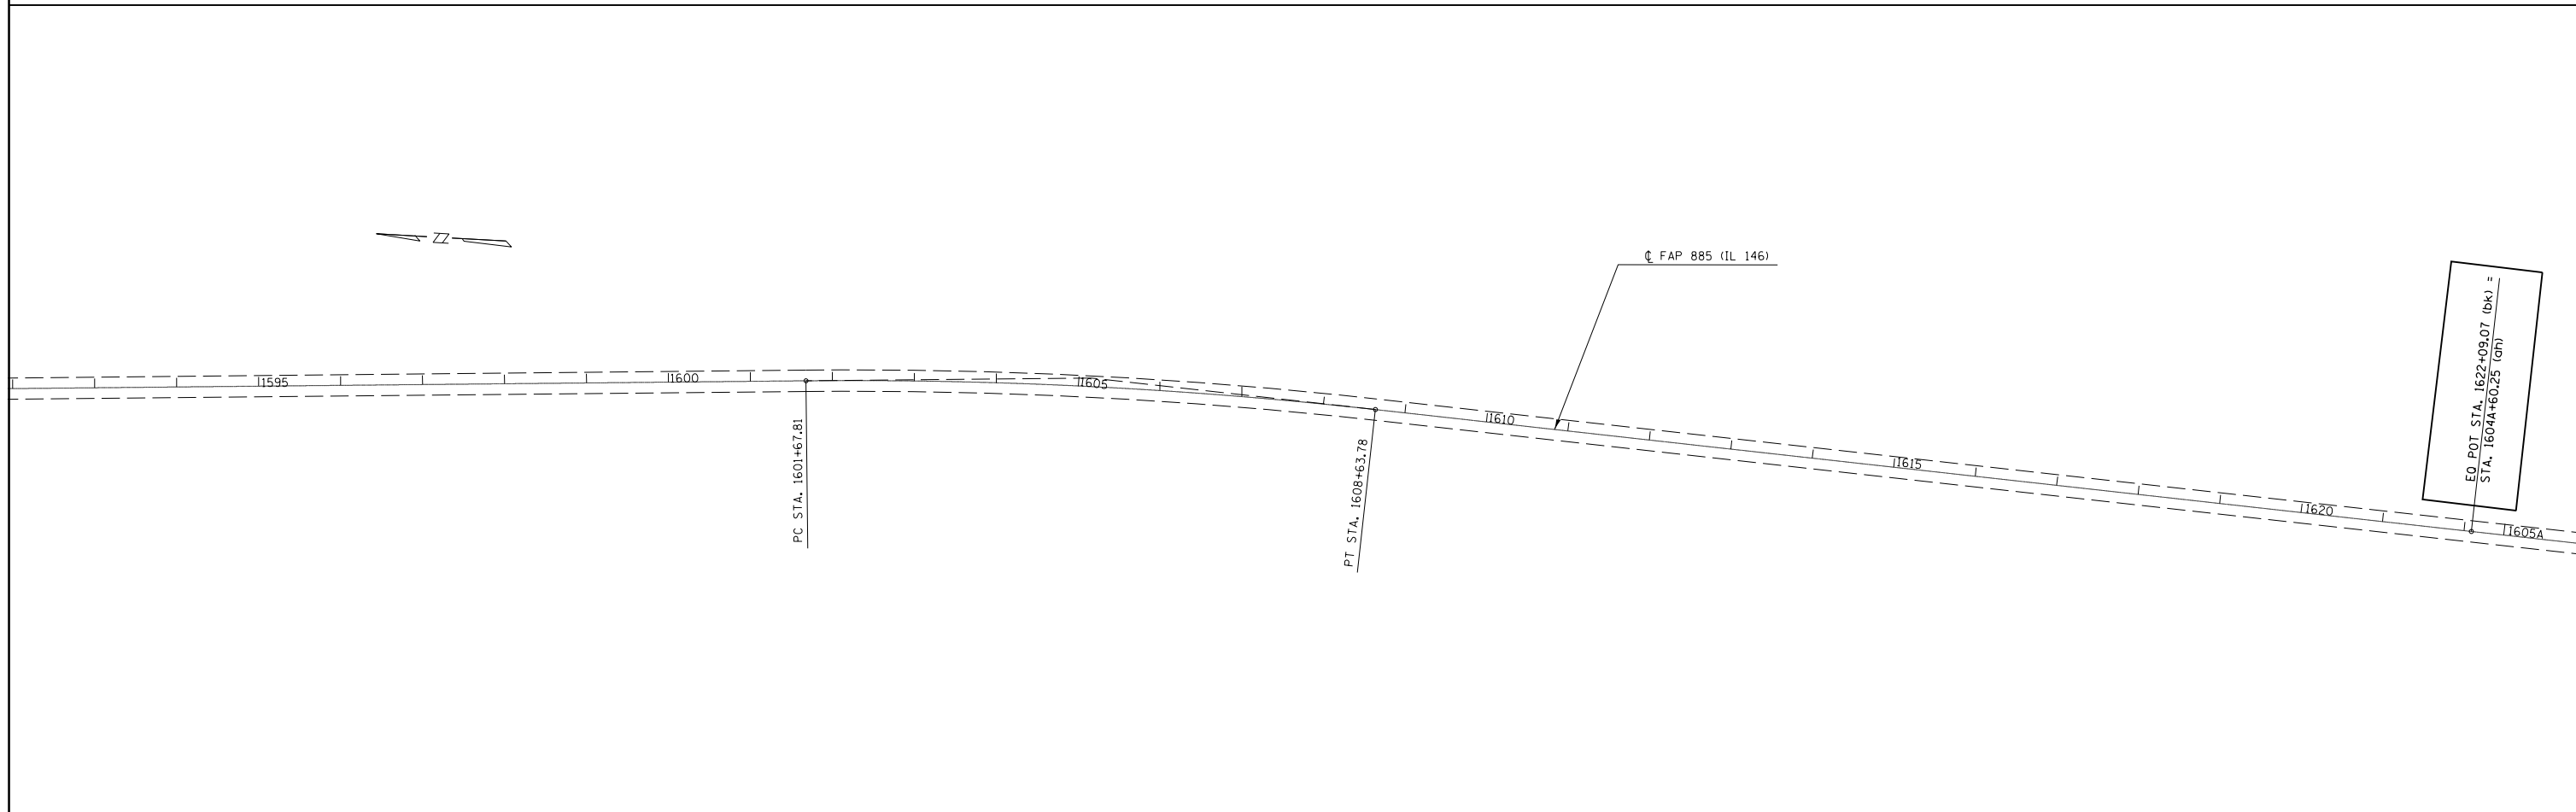 N
℄ FAP 885 (IL 146)
1595
1600
1605
1610
1615
1620
1605A
PC STA. 1601+67.81
PT STA. 1608+63.78
EQ POT STA. 1622+09.07 (bk) =
STA. 1604A+60.25 (ah)